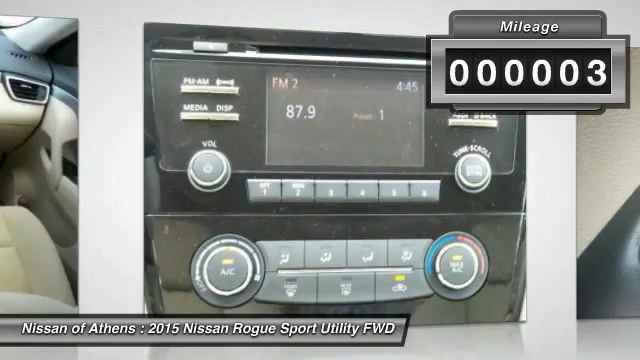 Mileage
000003
FM-AM
FM 2
4:45
MEDIA DISP
87.9
Preset 1
VOL
TUNE-SCROLL
1 2 3 4 5 6
A/C
MAX
A/C
Nissan of Athens : 2015 Nissan Rogue Sport Utility FWD